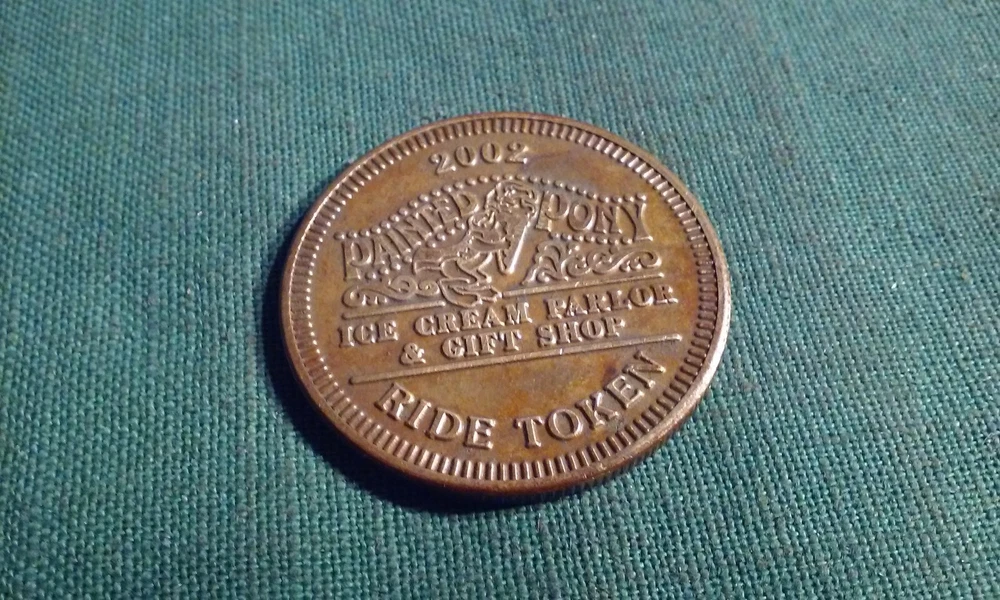 2002
PAINTED PONY
ICE CREAM PARLOR
& GIFT SHOP
RIDE TOKEN